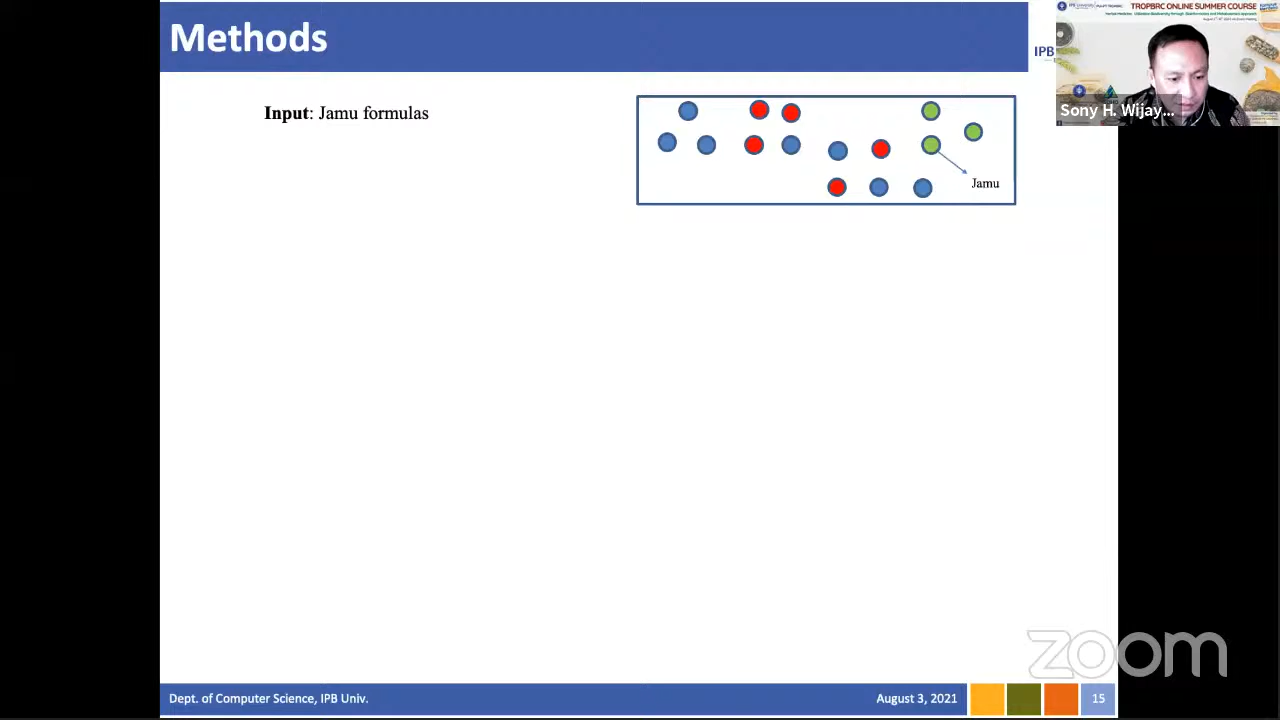 Methods
Input: Jamu formulas
Jamu
IPB
TROPBRC ONLINE SUMMER COURSE
Sony H. Wijay...
zoom
Dept. of Computer Science, IPB Univ.
August 3, 2021
15